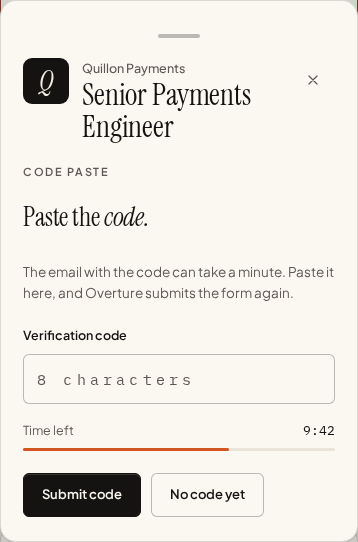 Q
Quillon Payments
Senior Payments
Engineer
CODE PASTE
Paste the code.
The email with the code can take a minute. Paste it
here, and Overture submits the form again.
Verification code
8 characters
Time left 9:42
Submit code No code yet